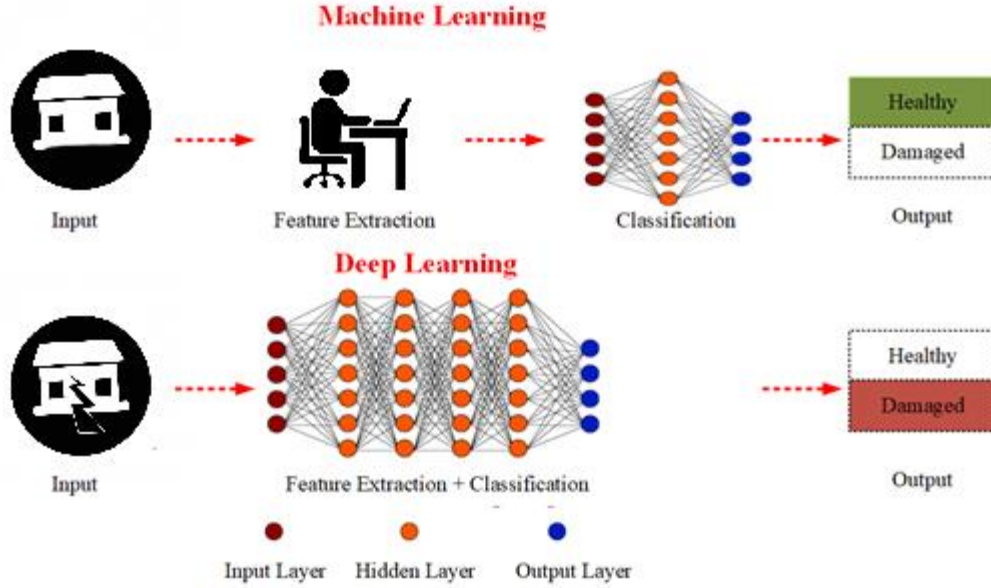 Machine Learning
Healthy
Damaged
Input
Feature Extraction
Classification
Output
Deep Learning
Healthy
Damaged
Input
Feature Extraction + Classification
Output
Input Layer
Hidden Layer
Output Layer